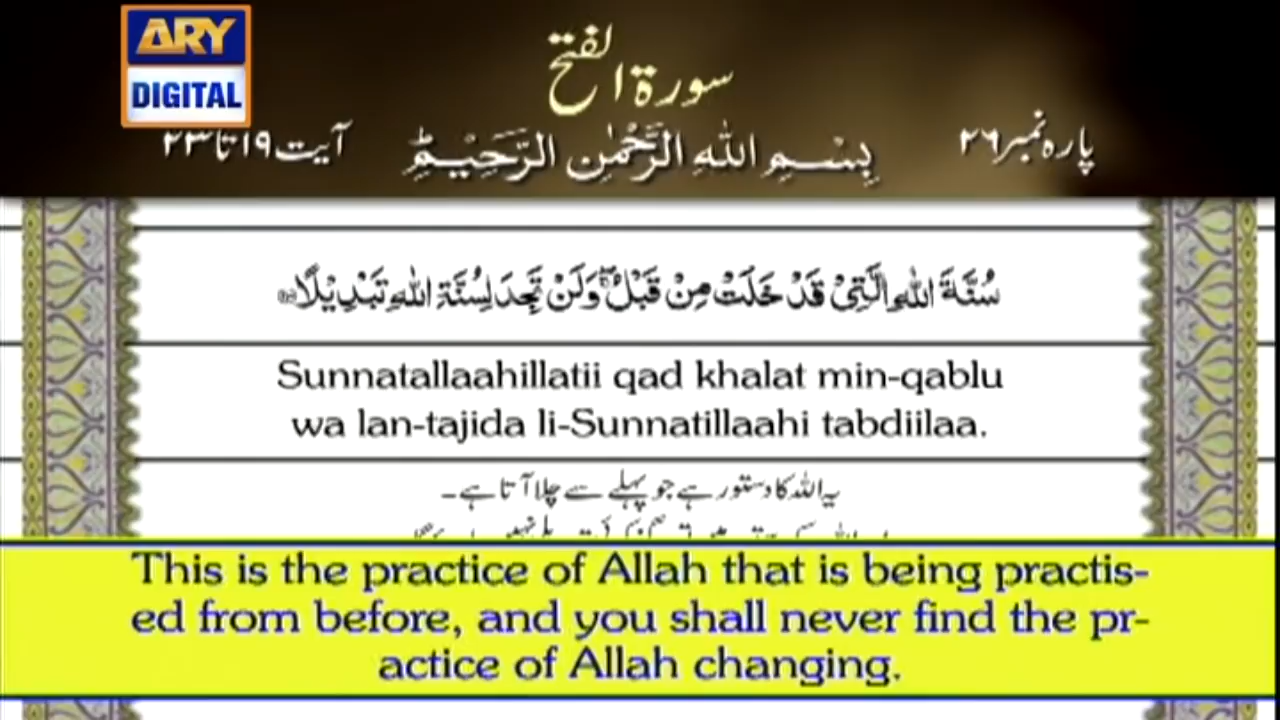 ARY
DIGITAL
سورۃ الفتح
پارہ نمبر ۲۶
بِسْمِ اللهِ الرَّحْمٰنِ الرَّحِيْمِ
آیت ۱۹ تا ۲۳
سُنَّةَ اللهِ الَّتِيْ قَدْ خَلَتْ مِنْ قَبْلُ ۖ وَلَنْ تَجِدَ لِسُنَّةِ اللهِ تَبْدِيْلًا
Sunnatallaahillatii qad khalat min-qablu
wa lan-tajida li-Sunnatillaahi tabdiilaa.
یہ اللہ کا دستور ہے جو پہلے سے چلا آتا ہے۔
This is the practice of Allah that is being practis-
ed from before, and you shall never find the pr-
actice of Allah changing.